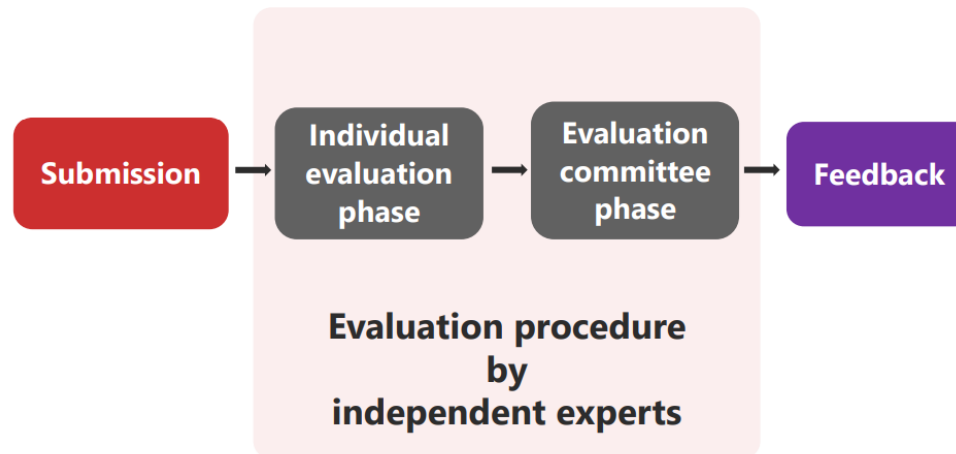 Submission
Individual
evaluation
phase
Evaluation
committee
phase
Feedback
Evaluation procedure
by
independent experts